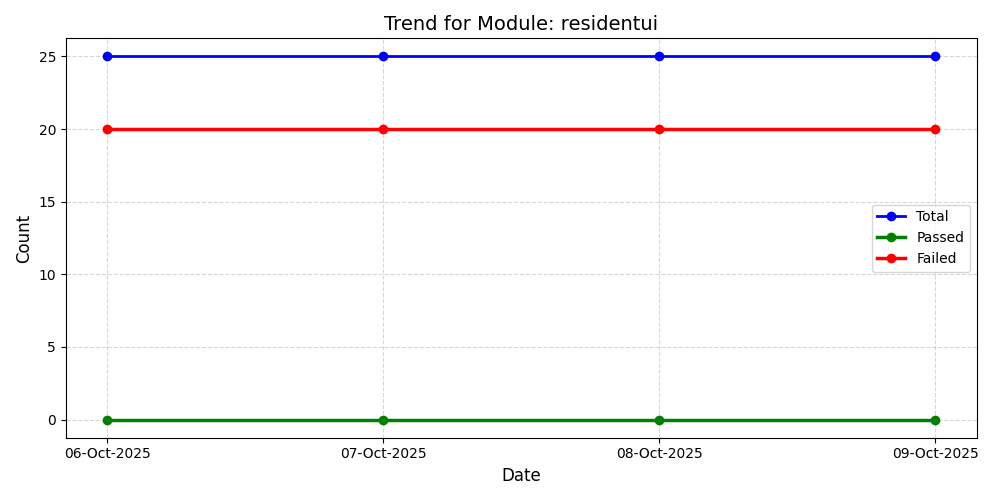 Trend for Module: residentui
25
20
15
10
5
0
Count
Total
Passed
Failed
06-Oct-2025
07-Oct-2025
08-Oct-2025
09-Oct-2025
Date